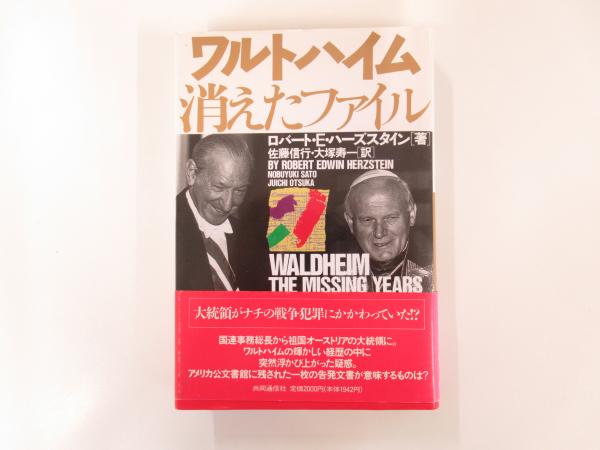 ワルトハイム
消えたファイル
ロバート・E・ハーズスタイン[著]
佐藤信行・大塚寿一[訳]
BY ROBERT EDWIN HERZSTEIN
NOBUYUKI SATO
JUICHI OTSUKA
WALDHEIM
THE MISSING YEARS
大統領がナチの戦争犯罪にかかわっていた!?
国連事務総長から祖国オーストリアの大統領に。
ワルトハイムの輝かしい経歴の中に
突然浮かび上がった疑惑。
アメリカ公文書館に残された一枚の告発文書が意味するものは?
共同通信社 定価2000円(本体1942円)